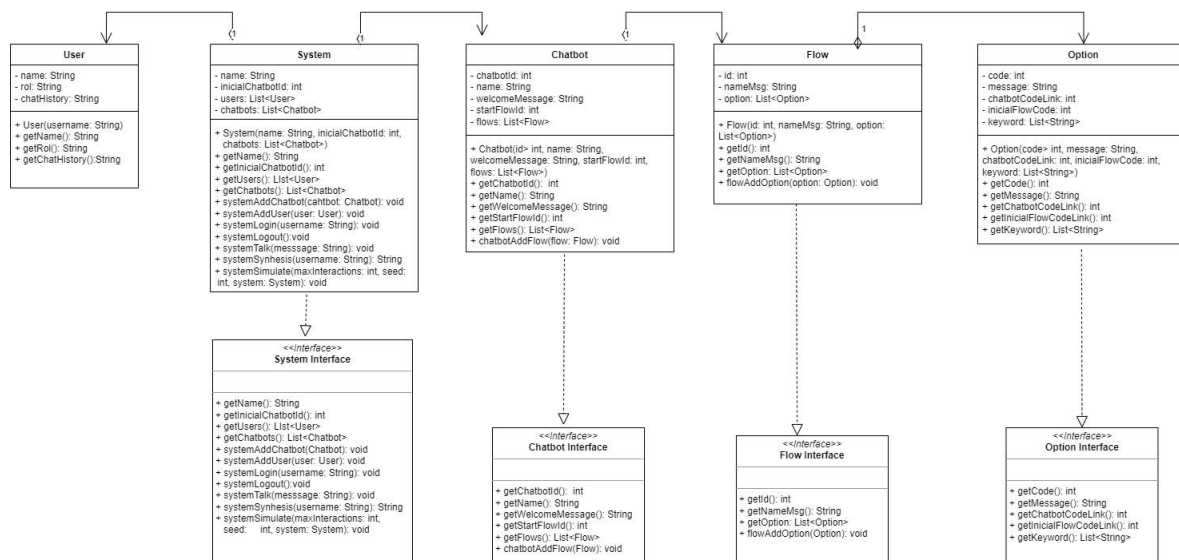 User
- name: String
- rol: String
- chatHistory: String
+ User(username: String)
+ getName(): String
+ getRol(): String
+ getChatHistory():String
1
System
- name: String
- inicialChatbotId: int
- users: List<User>
- chatbots: List<Chatbot>
+ System(name: String, inicialChatbotId: int,
chatbots: List<Chatbot>)
+ getName(): String
+ getInicialChatbotId(): int
+ getUsers(): LIst<User>
+ getChatbots(): List<Chatbot>
+ systemAddChatbot(cahtbot: Chatbot): void
+ systemAddUser(user: User): void
+ systemLogin(username: String): void
+ systemLogout():void
+ systemTalk(messsage: String): void
+ systemSynhesis(username: String): String
+ systemSimulate(maxInteractions: int, seed:
int, system: System): void
1
Chatbot
- chatbotId: int
- name: String
- welcomeMessage: String
- startFlowId: int
- flows: List<Flow>
+ Chatbot(id> int, name: String,
welcomeMessage: String, startFlowId: int,
flows: List<Flow>)
+ getChatbotId(): int
+ getName(): String
+ getWelcomeMessage(): String
+ getStartFlowId(): int
+ getFlows(): List<Flow>
+ chatbotAddFlow(flow: Flow): void
1
Flow
- id: int
- nameMsg: String
- option: List<Option>
+ Flow(id: int, nameMsg: String, option:
List<Option>)
+ getId(): int
+ getNameMsg(): String
+ getOption: List<Option>
+ flowAddOption(option: Option): void
1
Option
- code: int
- message: String
- chatbotCodeLink: int
- inicialFlowCode: int
- keyword: List<String>
+ Option(code> int, message: String,
chatbotCodeLink: int, inicialFlowCode: int,
keyword: List<String>)
+ getCode(): int
+ getMessage(): String
+ getChatbotCodeLink(): int
+ getInicialFlowCodeLink(): int
+ getKeyword(): List<String>
<<Interface>>
System Interface
+ getName(): String
+ getInicialChatbotId(): int
+ getUsers(): LIst<User>
+ getChatbots(): List<Chatbot>
+ systemAddChatbot(Chatbot): void
+ systemAddUser(user: User): void
+ systemLogin(username: String): void
+ systemLogout():void
+ systemTalk(messsage: String): void
+ systemSynhesis(username: String): String
+ systemSimulate(maxInteractions: int,
seed: int, system: System): void
<<Interface>>
Chatbot Interface
+ getChatbotId(): int
+ getName(): String
+ getWelcomeMessage(): String
+ getStartFlowId(): int
+ getFlows(): List<Flow>
+ chatbotAddFlow(Flow): void
<<Interface>>
Flow Interface
+ getId(): int
+ getNameMsg(): String
+ getOption: List<Option>
+ flowAddOption(Option): void
<<Interface>>
Option Interface
+ getCode(): int
+ getMessage(): String
+ getChatbotCodeLink(): int
+ getInicialFlowCodeLink(): int
+ getKeyword(): List<String>